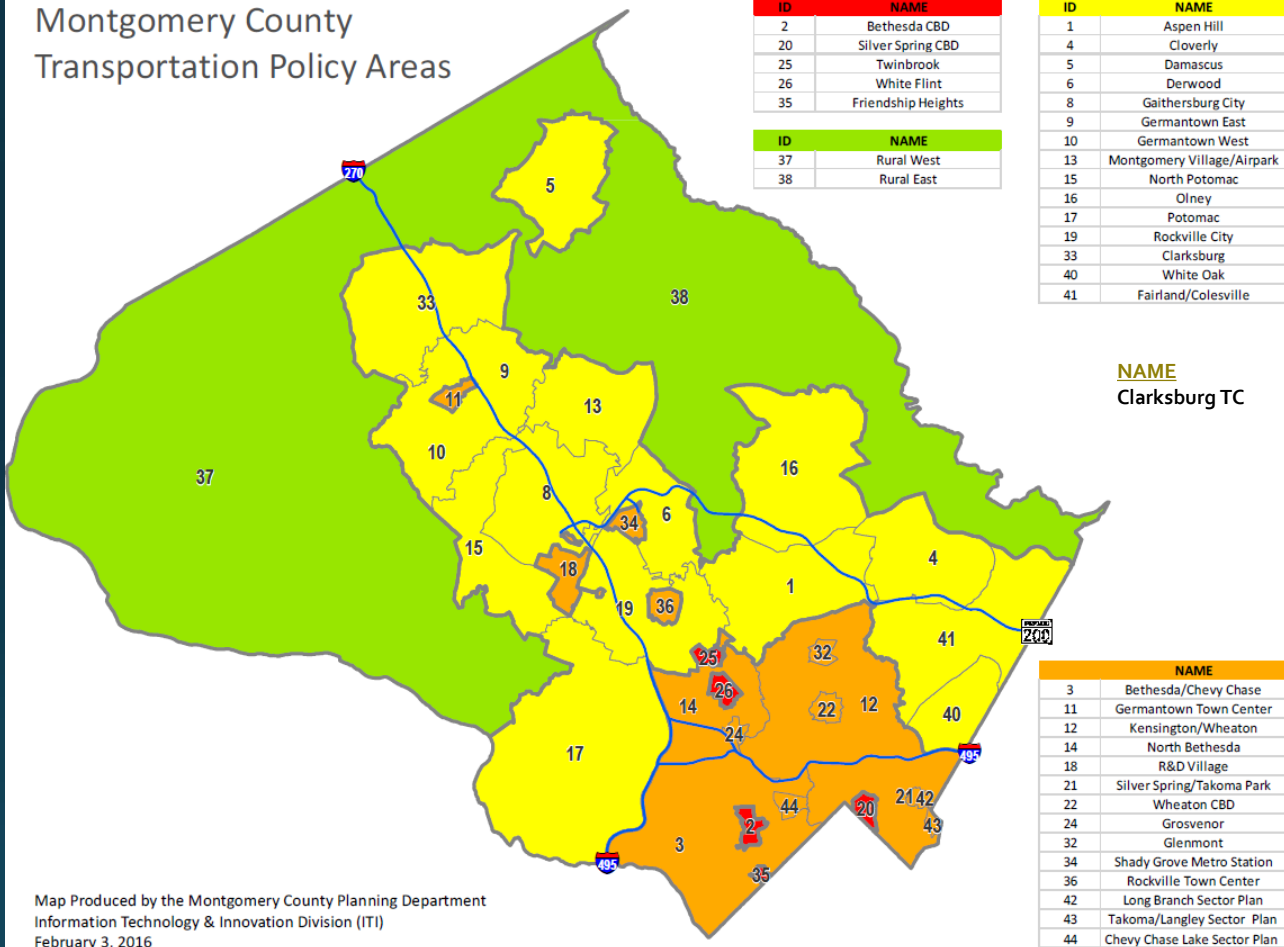 Montgomery County
Transportation Policy Areas
ID NAME
2 Bethesda CBD
20 Silver Spring CBD
25 Twinbrook
26 White Flint
35 Friendship Heights
ID NAME
37 Rural West
38 Rural East
ID NAME
1 Aspen Hill
4 Cloverly
5 Damascus
6 Derwood
8 Gaithersburg City
9 Germantown East
10 Germantown West
13 Montgomery Village/Airpark
15 North Potomac
16 Olney
17 Potomac
19 Rockville City
33 Clarksburg
40 White Oak
41 Fairland/Colesville
NAME
Clarksburg TC
270
5
38
33
9
11
13
10
16
37
8
34
6
15
18
4
1
36
19
200
41
32
25
26
14
22
12
40
24
495
17
44
21
42
20
43
2
3
495
35
NAME
3 Bethesda/Chevy Chase
11 Germantown Town Center
12 Kensington/Wheaton
14 North Bethesda
18 R&D Village
21 Silver Spring/Takoma Park
22 Wheaton CBD
24 Grosvenor
32 Glenmont
34 Shady Grove Metro Station
36 Rockville Town Center
42 Long Branch Sector Plan
43 Takoma/Langley Sector Plan
44 Chevy Chase Lake Sector Plan
Map Produced by the Montgomery County Planning Department
Information Technology & Innovation Division (ITI)
February 3, 2016